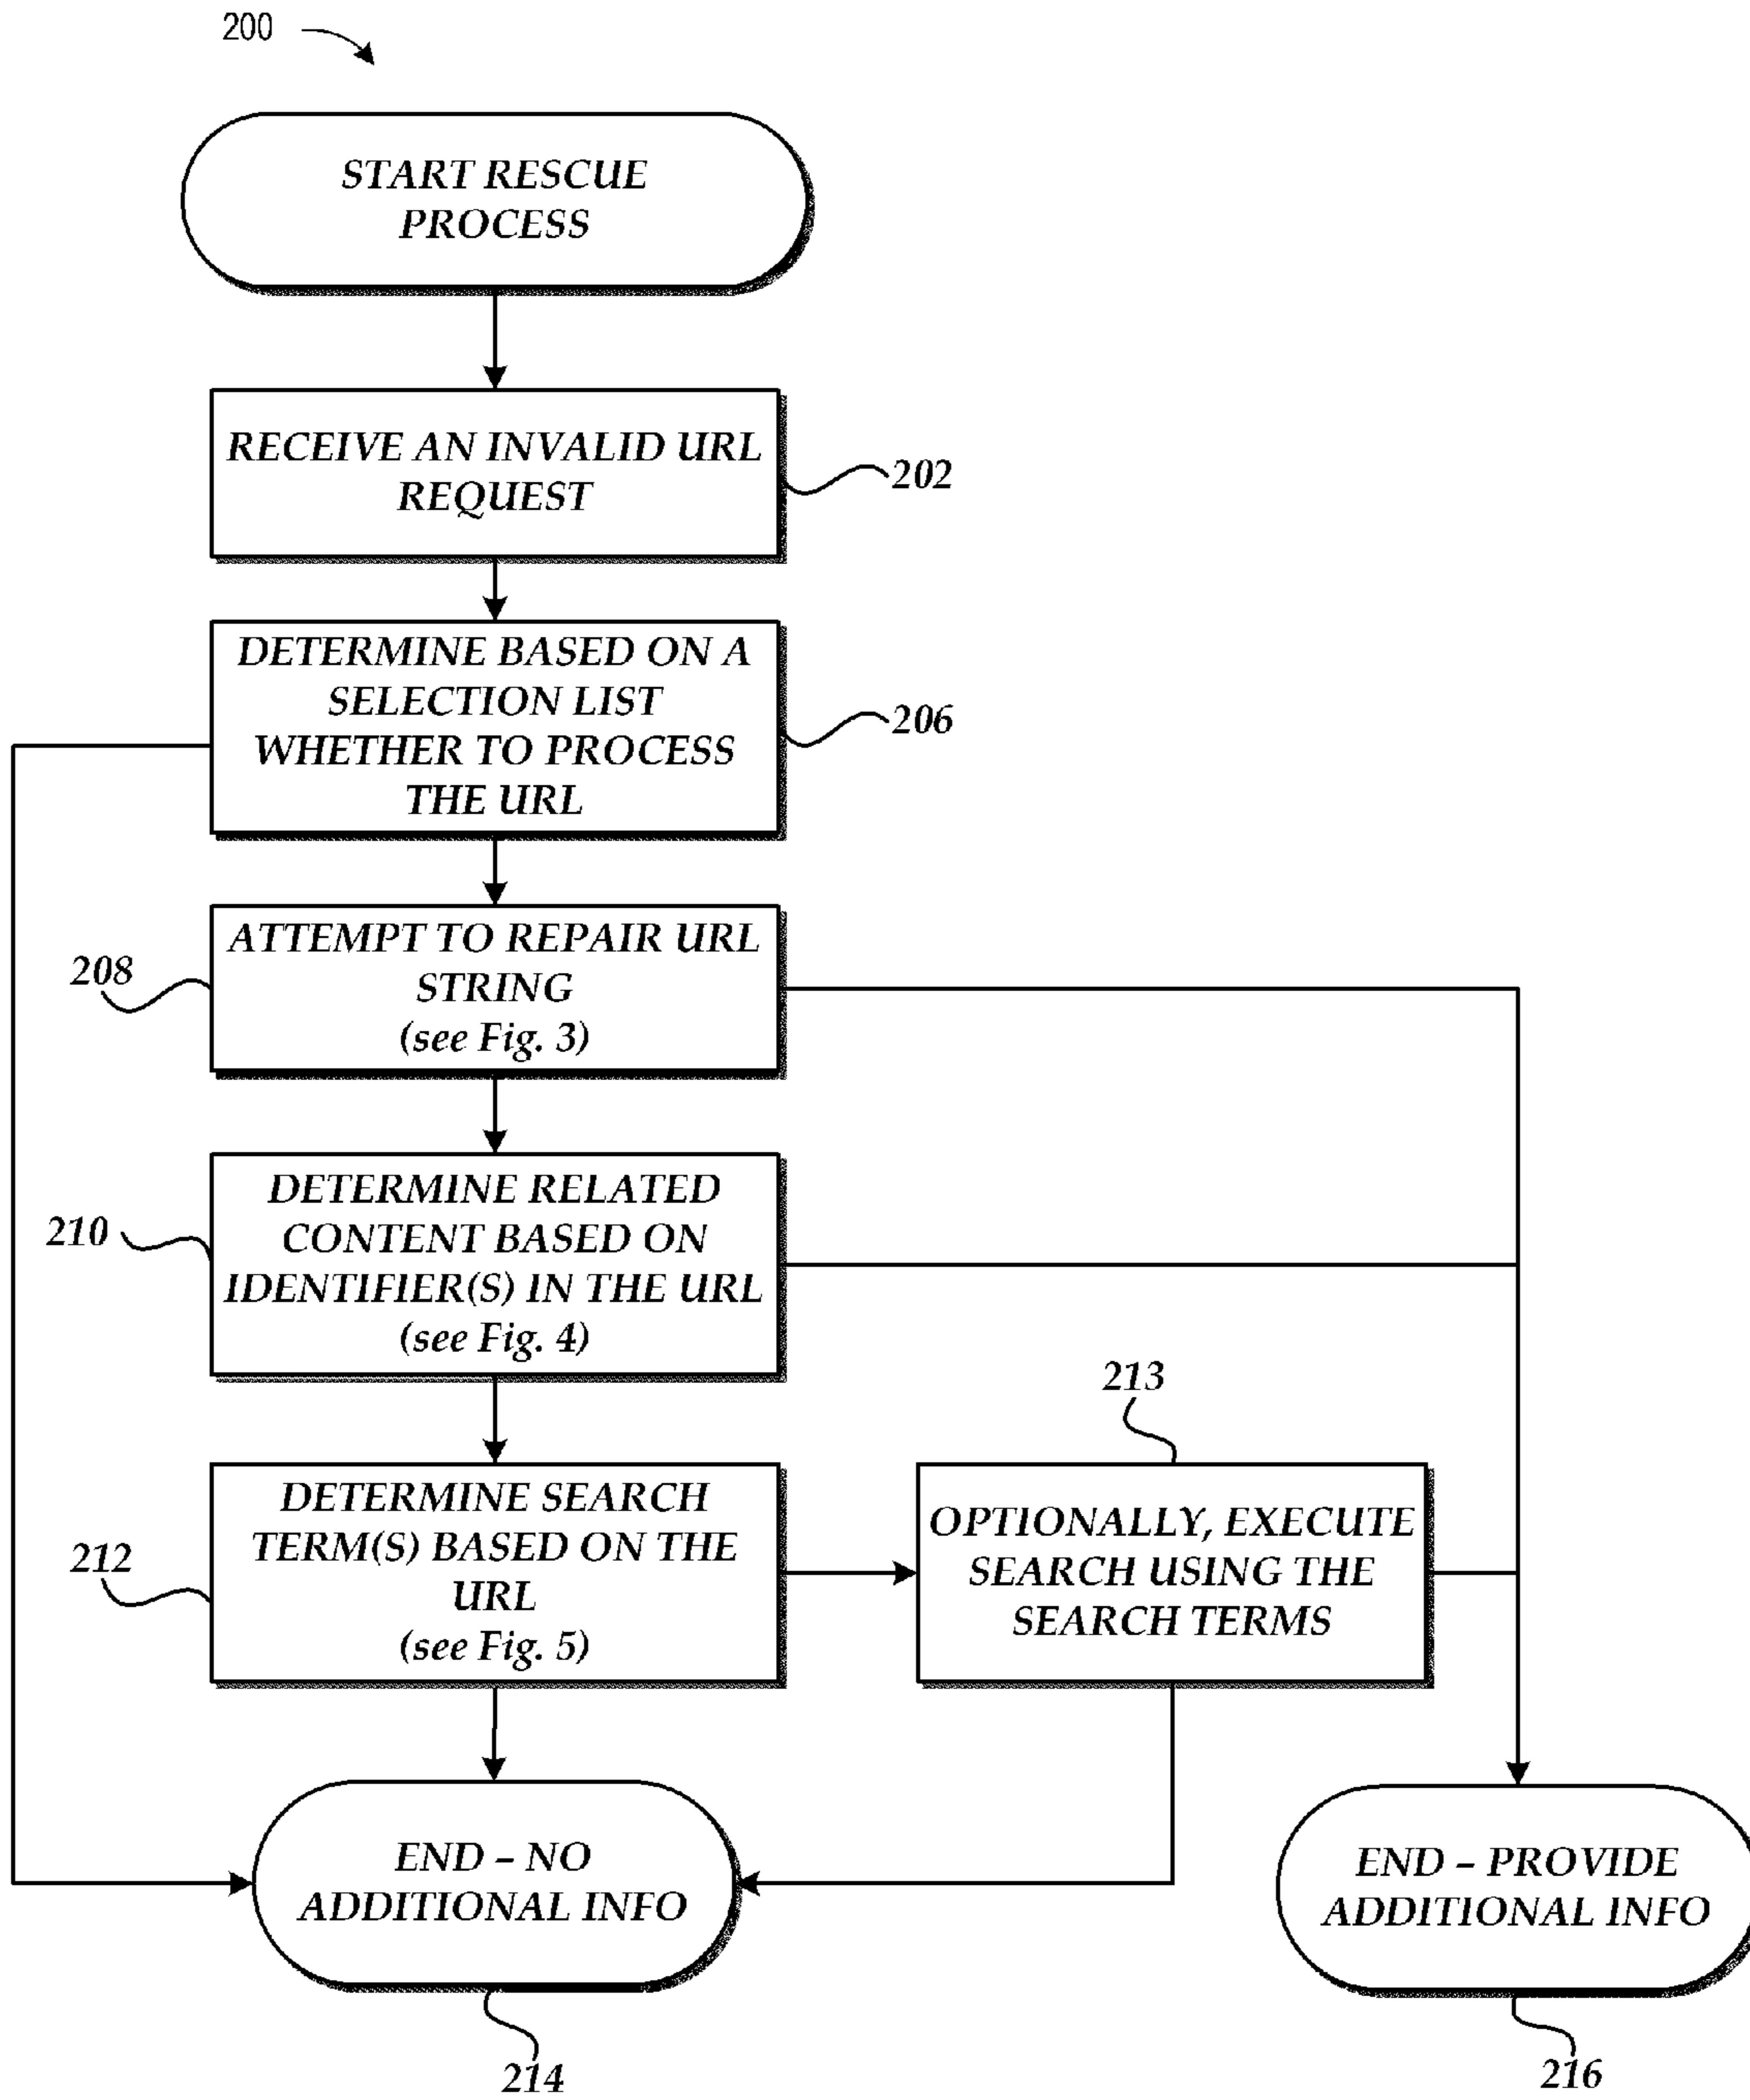 200
START RESCUE
PROCESS
RECEIVE AN INVALID URL
REQUEST
202
DETERMINE BASED ON A
SELECTION LIST
WHETHER TO PROCESS
THE URL
206
ATTEMPT TO REPAIR URL
STRING
(see Fig. 3)
208
DETERMINE RELATED
CONTENT BASED ON
IDENTIFIER(S) IN THE URL
(see Fig. 4)
210
213
DETERMINE SEARCH
TERM(S) BASED ON THE
URL
(see Fig. 5)
212
OPTIONALLY, EXECUTE
SEARCH USING THE
SEARCH TERMS
END – NO
ADDITIONAL INFO
END – PROVIDE
ADDITIONAL INFO
214
216